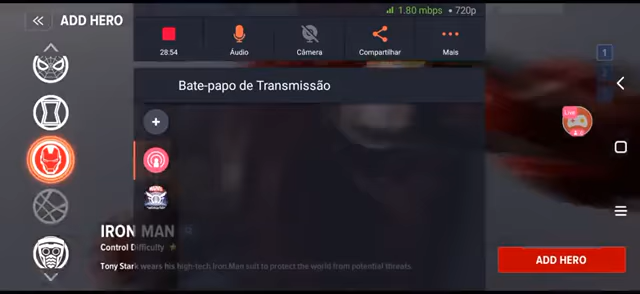 ADD HERO
1.80 mbps • 720p
28:54
Áudio
Câmera
Compartilhar
Mais
Bate-papo de Transmissão
1
2
Live
IRON MAN
Control Difficulty
Tony Stark wears his high-tech Iron Man suit to protect the world from potential threats
ADD HERO